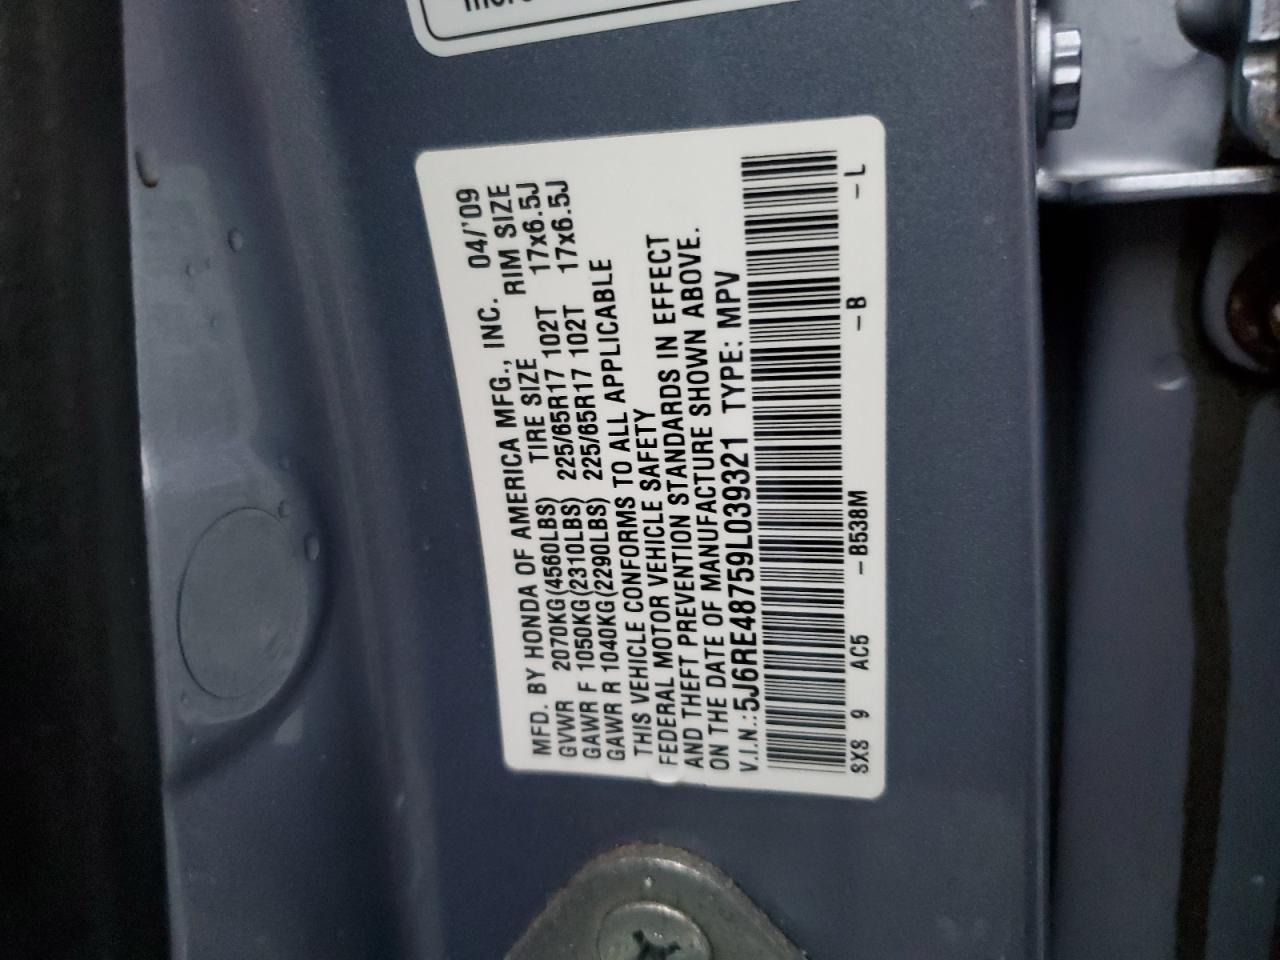 MFD. BY HONDA OF AMERICA MFG., INC. 04/'09
GVWR 2070KG(4560LBS) TIRE SIZE RIM SIZE
GAWR F 1050KG(2310LBS) 225/65R17 102T 17x6.5J
GAWR R 1040KG(2290LBS) 225/65R17 102T 17x6.5J
THIS VEHICLE CONFORMS TO ALL APPLICABLE
FEDERAL MOTOR VEHICLE SAFETY
AND THEFT PREVENTION STANDARDS IN EFFECT
ON THE DATE OF MANUFACTURE SHOWN ABOVE.
V.I.N.:5J6RE48759L039321 TYPE: MPV
SXS 9 AC5 -B538M -B -L